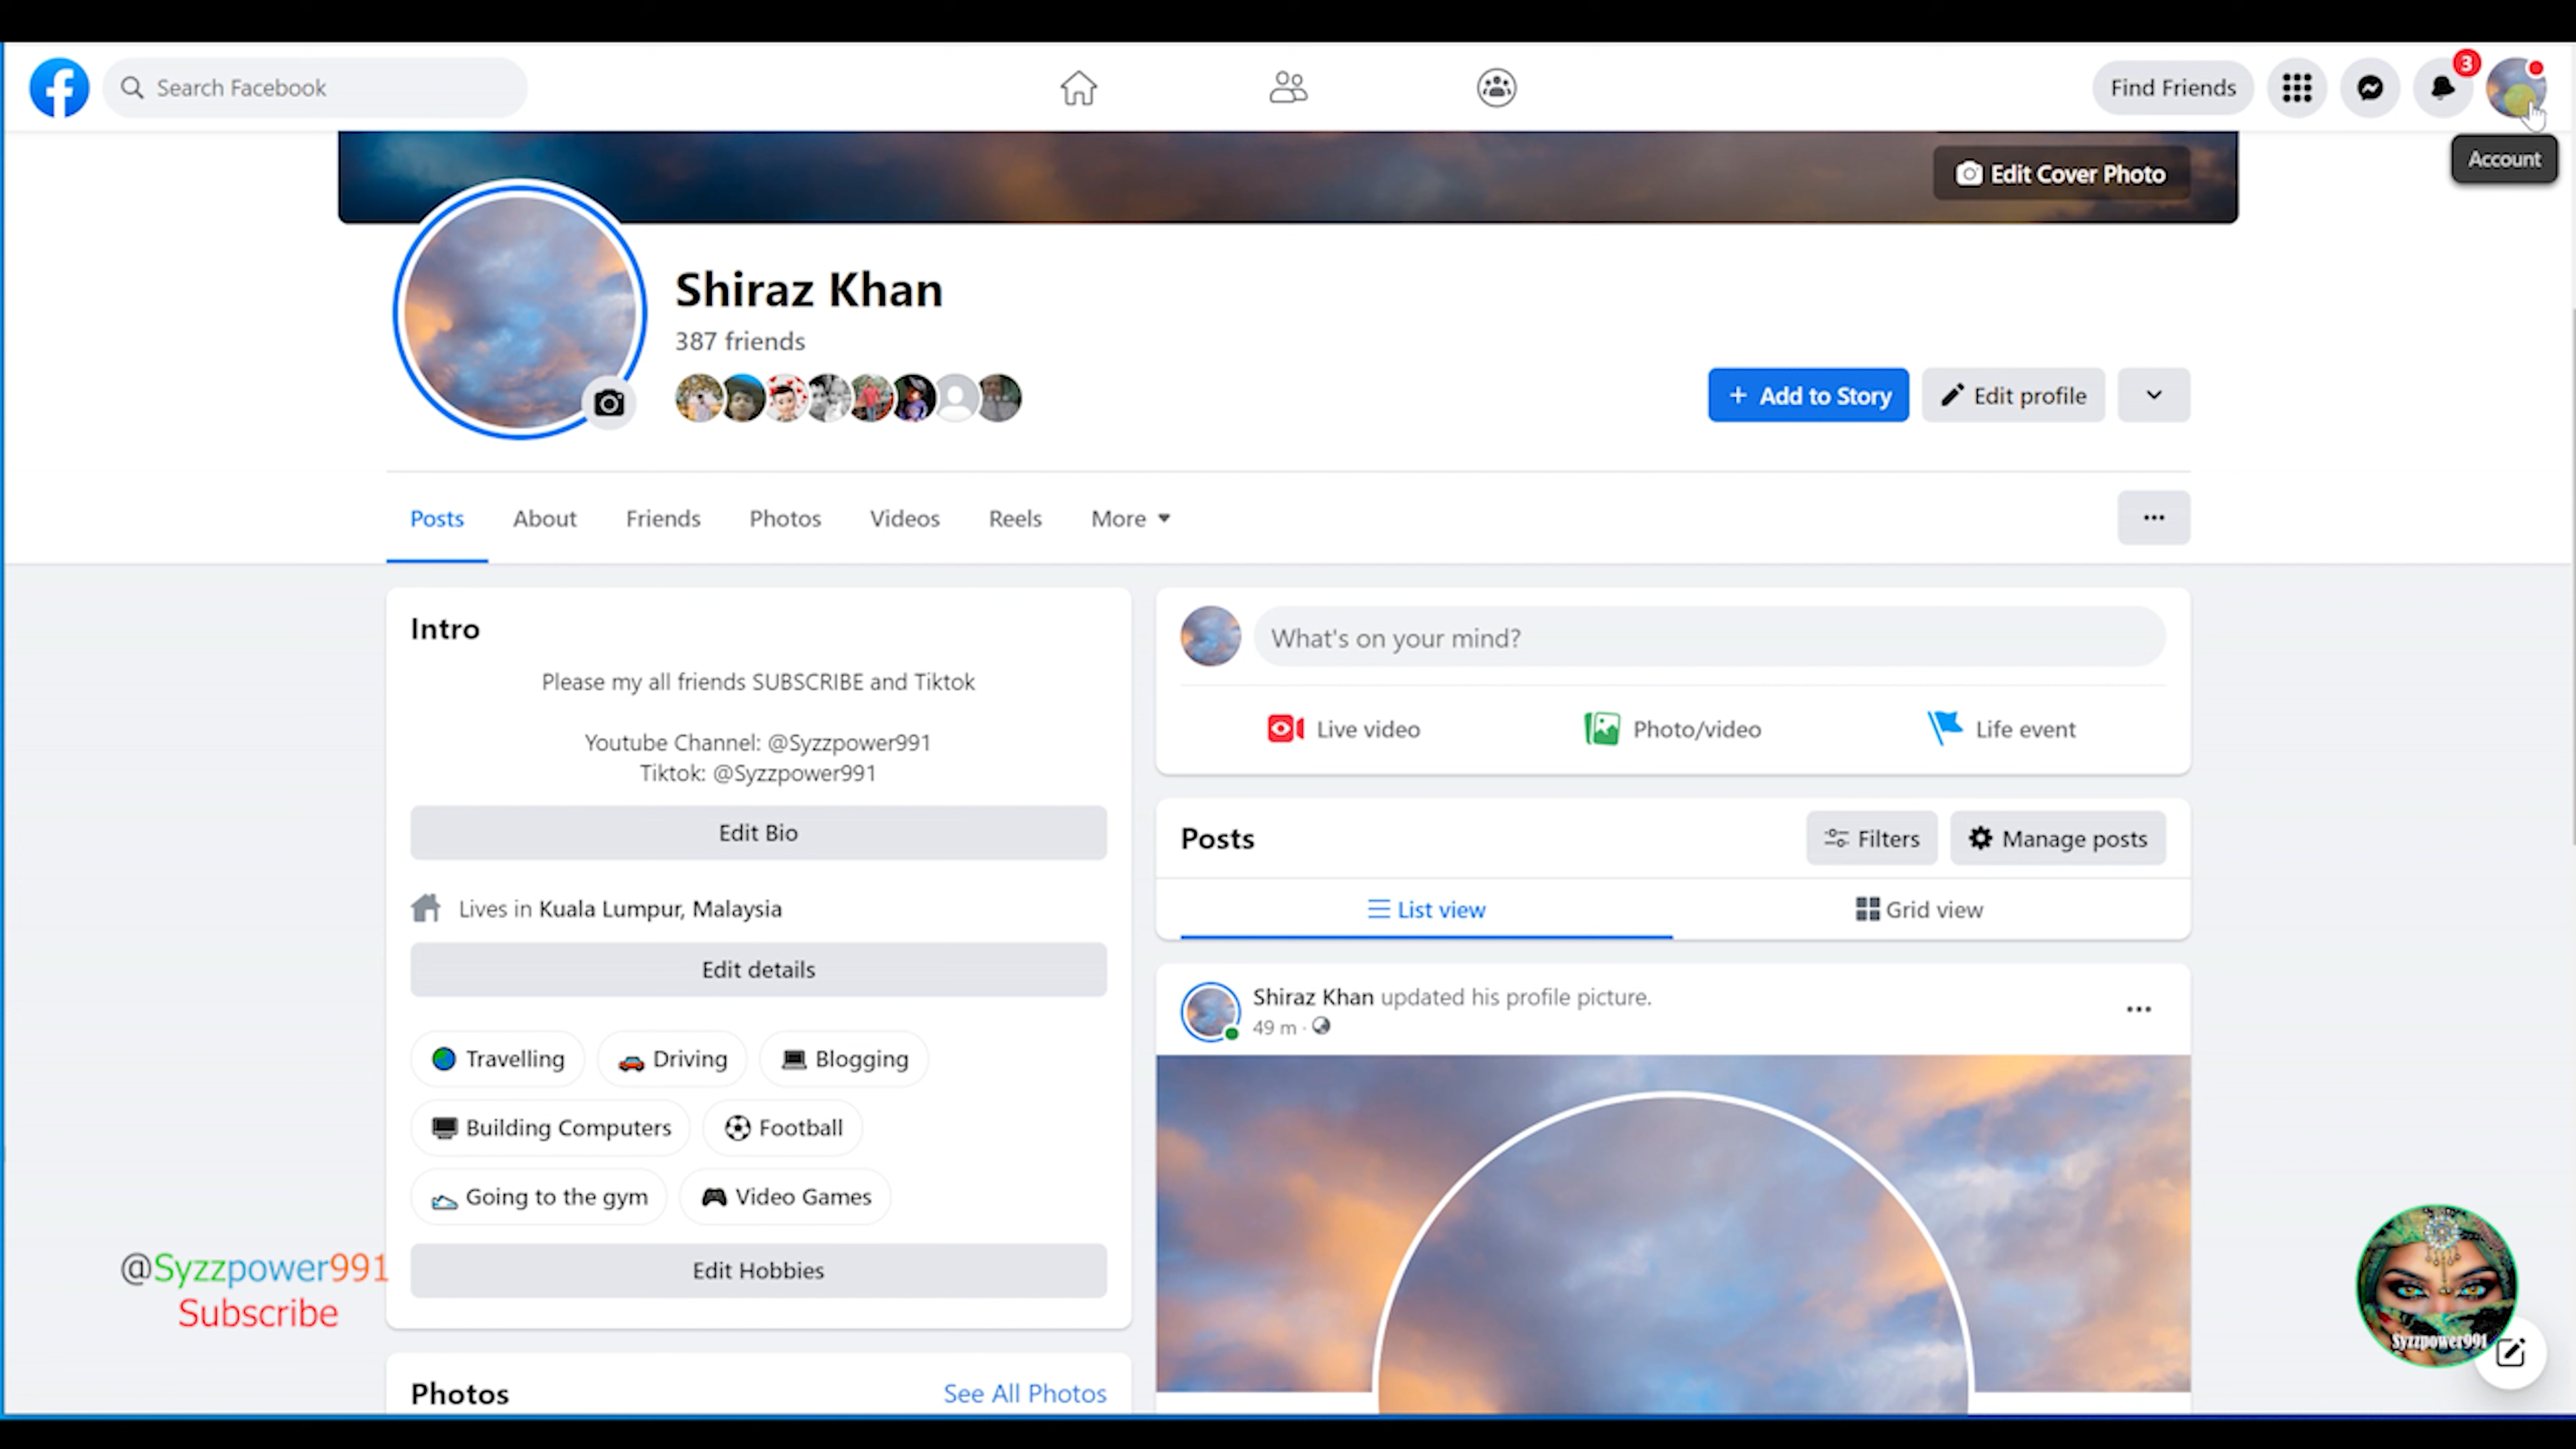 Search Facebook
Find Friends
3
Account
Edit Cover Photo
Shiraz Khan
387 friends
+ Add to Story
Edit profile
Posts About Friends Photos Videos Reels More
Intro
Please my all friends SUBSCRIBE and Tiktok
Youtube Channel: @Syzzpower991
Tiktok: @Syzzpower991
Edit Bio
Lives in Kuala Lumpur, Malaysia
Edit details
Travelling Driving Blogging
Building Computers Football
Going to the gym Video Games
Edit Hobbies
Photos See All Photos
What's on your mind?
Live video Photo/video Life event
Posts Filters Manage posts
List view Grid view
Shiraz Khan updated his profile picture.
49 m ·
@Syzzpower991
Subscribe
Syzzpower991